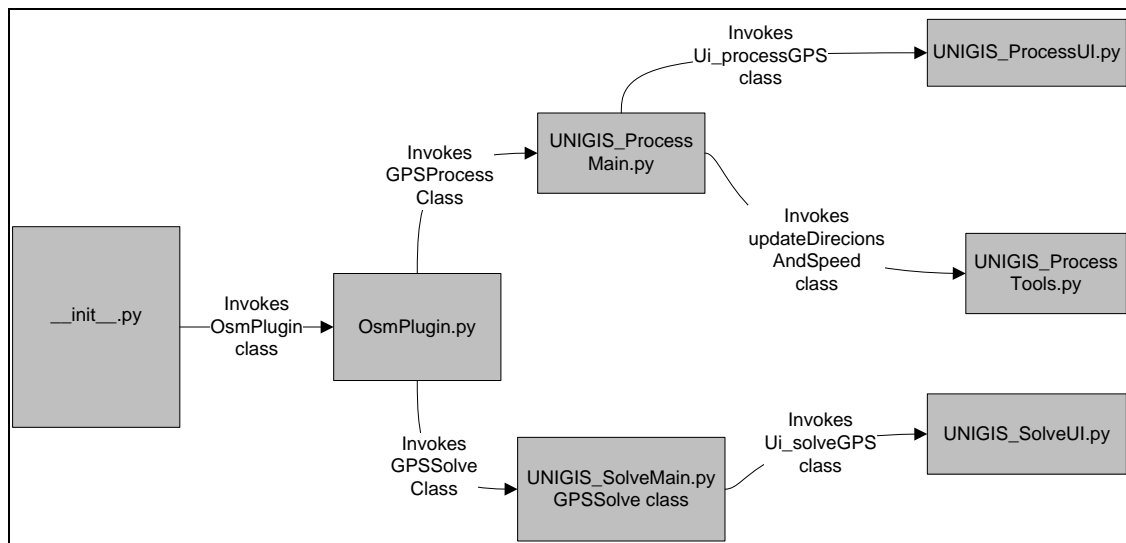 __init__.py
Invokes
OsmPlugin
class
OsmPlugin.py
Invokes
GPSProcess
Class
UNIGIS_Process
Main.py
Invokes
Ui_processGPS
class
UNIGIS_ProcessUI.py
Invokes
updateDirecions
AndSpeed
class
UNIGIS_Process
Tools.py
Invokes
GPSSolve
Class
UNIGIS_SolveMain.py
GPSSolve class
Invokes
Ui_solveGPS
class
UNIGIS_SolveUI.py